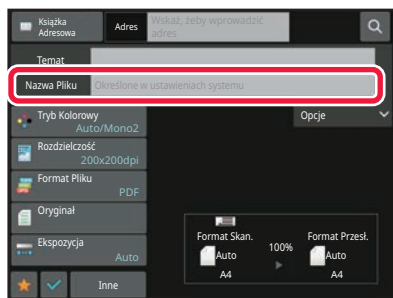 Książka
Adresowa
Adres
Wskaż, żeby wprowadzić
adres
Temat
Nazwa Pliku
Określone w ustawieniach systemu
Tryb Kolorowy
Auto/Mono2
Opcje
Rozdzielczość
200x200dpi
Format Pliku
PDF
Oryginał
Ekspozycja
Auto
Format Skan.
100%
Format Przesł.
Auto
Auto
A4
A4
Inne